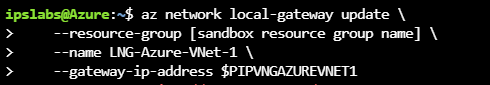 ipslabs@Azure:~$ az network local-gateway update \
>     --resource-group [sandbox resource group name] \
>     --name LNG-Azure-VNet-1 \
>     --gateway-ip-address $PIPVNGAZUREVNET1